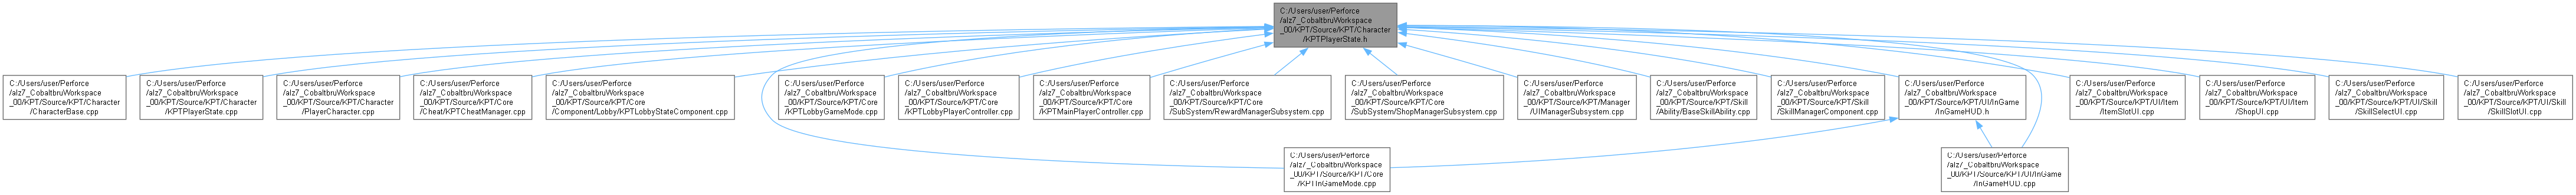 C:/Users/user/Perforce
/alz7_CobaltbruWorkspace
_00/KPT/Source/KPT/Character
/KPTPlayerState.h
C:/Users/user/Perforce
/alz7_CobaltbruWorkspace
_00/KPT/Source/KPT/Character
/CharacterBase.cpp
C:/Users/user/Perforce
/alz7_CobaltbruWorkspace
_00/KPT/Source/KPT/Character
/KPTPlayerState.cpp
C:/Users/user/Perforce
/alz7_CobaltbruWorkspace
_00/KPT/Source/KPT/Character
/PlayerCharacter.cpp
C:/Users/user/Perforce
/alz7_CobaltbruWorkspace
_00/KPT/Source/KPT/Core
/Cheat/KPTCheatManager.cpp
C:/Users/user/Perforce
/alz7_CobaltbruWorkspace
_00/KPT/Source/KPT/Core
/Component/Lobby/KPTLobbyStateComponent.cpp
C:/Users/user/Perforce
/alz7_CobaltbruWorkspace
_00/KPT/Source/KPT/Core
/KPTLobbyGameMode.cpp
C:/Users/user/Perforce
/alz7_CobaltbruWorkspace
_00/KPT/Source/KPT/Core
/KPTLobbyPlayerController.cpp
C:/Users/user/Perforce
/alz7_CobaltbruWorkspace
_00/KPT/Source/KPT/Core
/KPTMainPlayerController.cpp
C:/Users/user/Perforce
/alz7_CobaltbruWorkspace
_00/KPT/Source/KPT/Core
/SubSystem/RewardManagerSubsystem.cpp
C:/Users/user/Perforce
/alz7_CobaltbruWorkspace
_00/KPT/Source/KPT/Core
/SubSystem/ShopManagerSubsystem.cpp
C:/Users/user/Perforce
/alz7_CobaltbruWorkspace
_00/KPT/Source/KPT/Manager
/UIManagerSubsystem.cpp
C:/Users/user/Perforce
/alz7_CobaltbruWorkspace
_00/KPT/Source/KPT/Skill
/Ability/BaseSkillAbility.cpp
C:/Users/user/Perforce
/alz7_CobaltbruWorkspace
_00/KPT/Source/KPT/Skill
/SkillManagerComponent.cpp
C:/Users/user/Perforce
/alz7_CobaltbruWorkspace
_00/KPT/Source/KPT/UI/InGame
/InGameHUD.h
C:/Users/user/Perforce
/alz7_CobaltbruWorkspace
_00/KPT/Source/KPT/UI/Item
/ItemSlotUI.cpp
C:/Users/user/Perforce
/alz7_CobaltbruWorkspace
_00/KPT/Source/KPT/UI/Item
/ShopUI.cpp
C:/Users/user/Perforce
/alz7_CobaltbruWorkspace
_00/KPT/Source/KPT/UI/Skill
/SkillSelectUI.cpp
C:/Users/user/Perforce
/alz7_CobaltbruWorkspace
_00/KPT/Source/KPT/UI/Skill
/SkillSlotUI.cpp
C:/Users/user/Perforce
/alz7_CobaltbruWorkspace
_00/KPT/Source/KPT/Core
/KPTInGameMode.cpp
C:/Users/user/Perforce
/alz7_CobaltbruWorkspace
_00/KPT/Source/KPT/UI/InGame
/InGameHUD.cpp